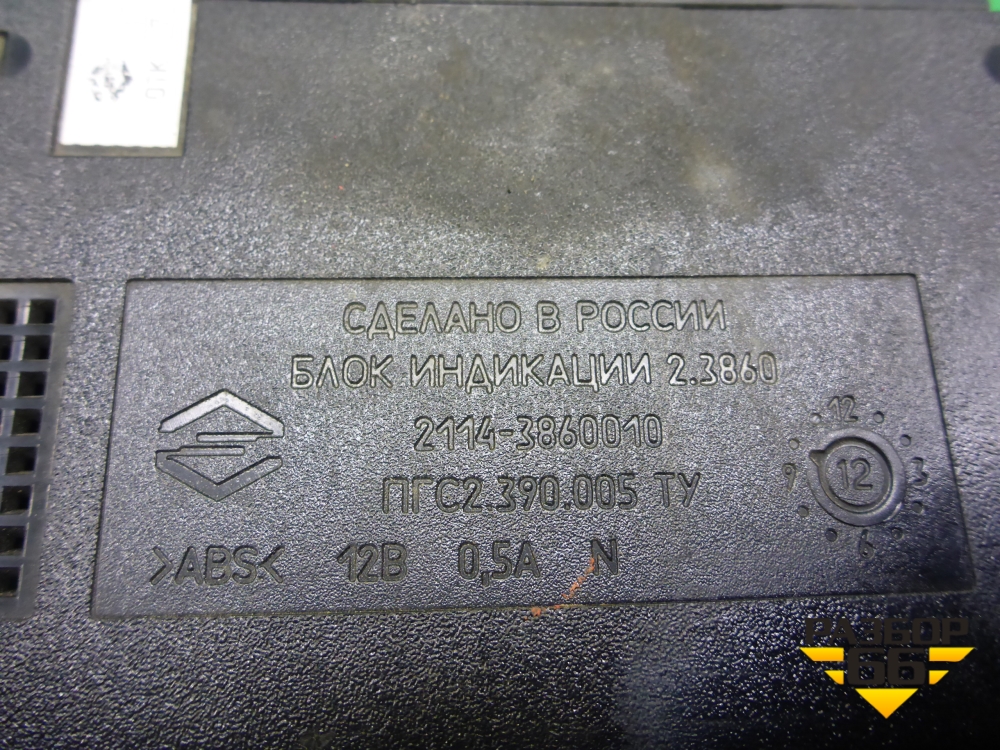 ОТК
СДЕЛАНО В РОССИИ
БЛОК ИНДИКАЦИИ 2.3860
2114-3860010
ПГС2.390.005 ТУ
>ABS< 12В 0,5А N
12
9 12 3
6
РАЗБОР
66